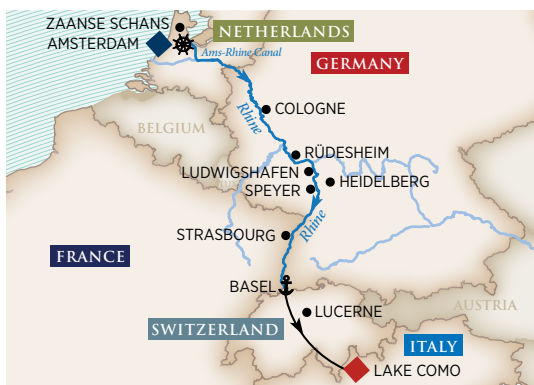 ZAANSE SCHANS
NETHERLANDS
AMSTERDAM
Ams-Rhine Canal
GERMANY
Rhine
COLOGNE
BELGIUM
RÜDESHEIM
LUDWIGSHAFEN
HEIDELBERG
SPEYER
Rhine
STRASBOURG
FRANCE
BASEL
AUSTRIA
LUCERNE
SWITZERLAND
ITALY
LAKE COMO